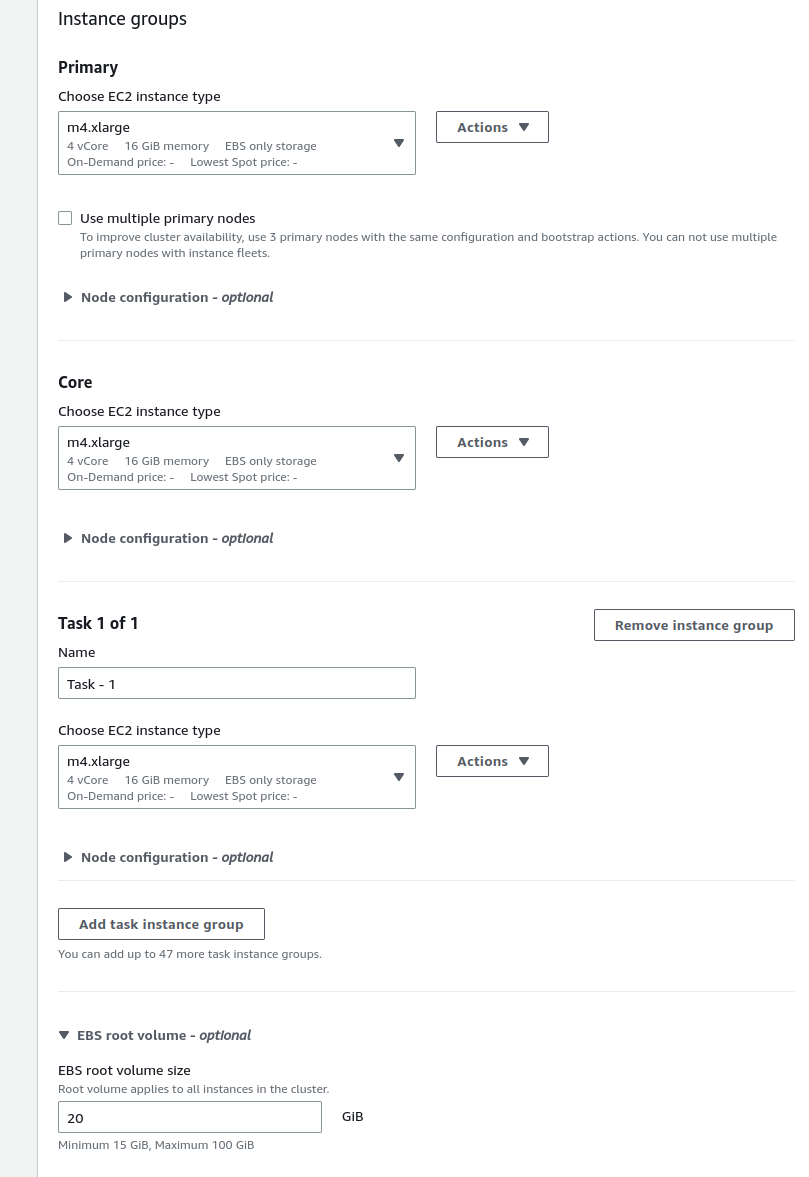 Instance groups
Primary
Choose EC2 instance type
m4.xlarge
4 vCore 16 GiB memory EBS only storage
On-Demand price: - Lowest Spot price: -
Actions
Use multiple primary nodes
To improve cluster availability, use 3 primary nodes with the same configuration and bootstrap actions. You can not use multiple
primary nodes with instance fleets.
Node configuration - optional
Core
Choose EC2 instance type
m4.xlarge
4 vCore 16 GiB memory EBS only storage
On-Demand price: - Lowest Spot price: -
Actions
Node configuration - optional
Task 1 of 1
Remove instance group
Name
Task - 1
Choose EC2 instance type
m4.xlarge
4 vCore 16 GiB memory EBS only storage
On-Demand price: - Lowest Spot price: -
Actions
Node configuration - optional
Add task instance group
You can add up to 47 more task instance groups.
EBS root volume - optional
EBS root volume size
Root volume applies to all instances in the cluster.
20 GiB
Minimum 15 GiB, Maximum 100 GiB